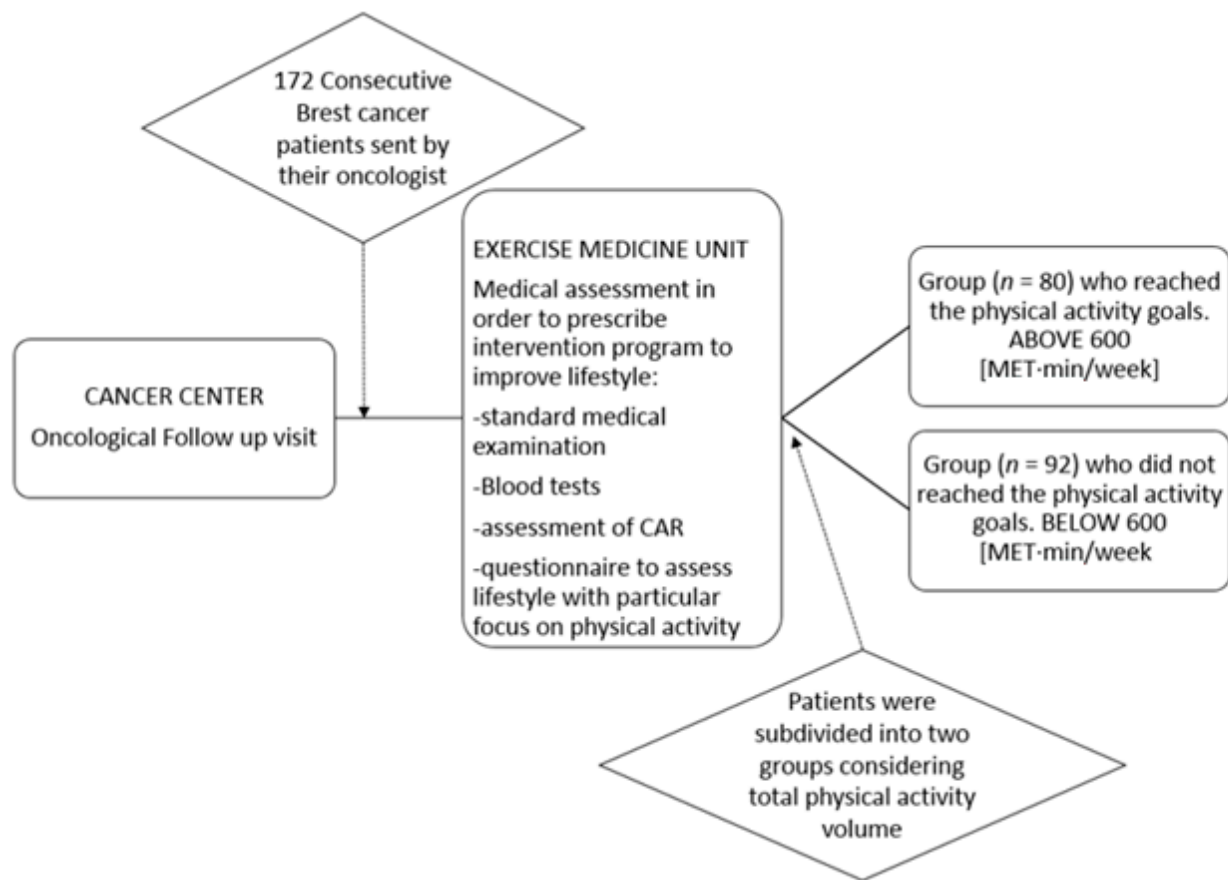 172 Consecutive
Brest cancer
patients sent by
their oncologist
CANCER CENTER
Oncological Follow up visit
EXERCISE MEDICINE UNIT
Medical assessment in
order to prescribe
intervention program to
improve lifestyle:
-standard medical
examination
-Blood tests
-assessment of CAR
-questionnaire to assess
lifestyle with particular
focus on physical activity
Group (n = 80) who reached
the physical activity goals.
ABOVE 600
[MET·min/week]
Group (n = 92) who did not
reached the physical activity
goals. BELOW 600
[MET·min/week
Patients were
subdivided into two
groups considering
total physical activity
volume